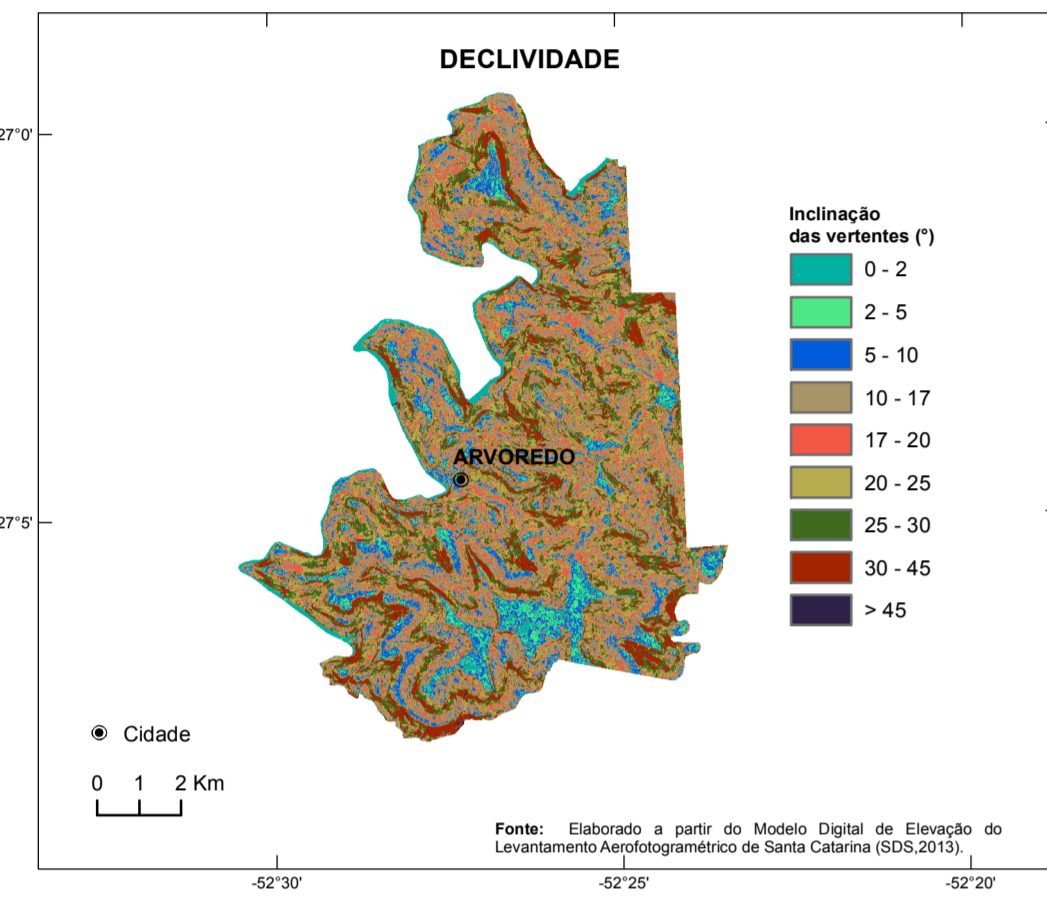 DECLIVIDADE
27°0'
Inclinação
das vertentes (°)
0 - 2
2 - 5
5 - 10
10 - 17
17 - 20
20 - 25
25 - 30
30 - 45
> 45
ARVOREDO
27°5'
Cidade
0 1 2 Km
Fonte: Elaborado a partir do Modelo Digital de Elevação do
Levantamento Aerofotogramétrico de Santa Catarina (SDS,2013).
-52°30' -52°25' -52°20'